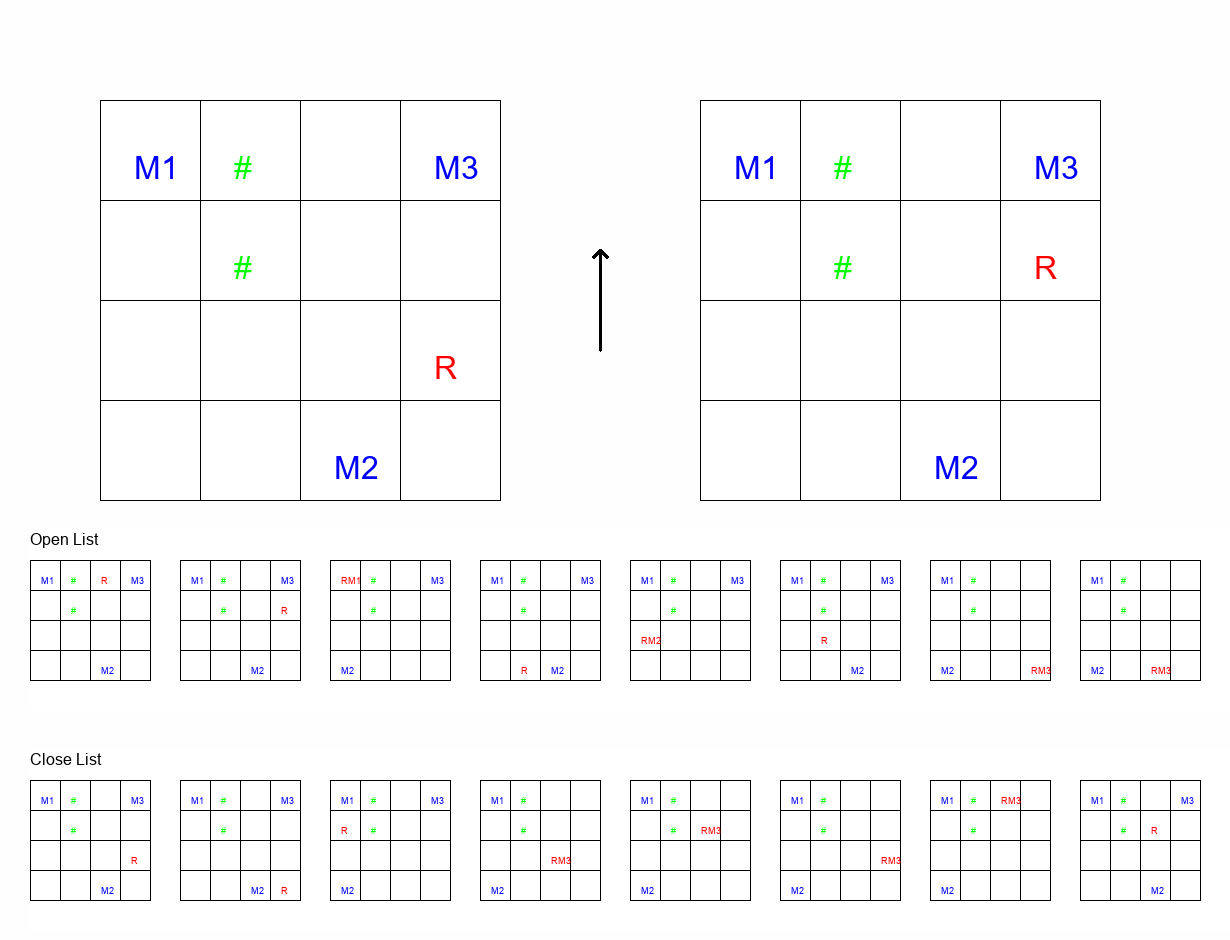 M1 # M3 M1 # M3
# # R
R
M2 M2
Open List
M1 # R M3 M1 # M3 RM1 # M3 M1 # M3 M1 # M3 M1 # M3 M1 # M1 #
# # R # # # # # #
RM2 R
M2 M2 M2 R M2 M2 M2 RM3 M2 RM3
Close List
M1 # M3 M1 # M3 M1 # M3 M1 # M1 # M1 # M1 # RM3 M1 # M3
# # R # # # RM3 # # # R
R RM3 RM3
M2 M2 R M2 M2 M2 M2 M2 M2